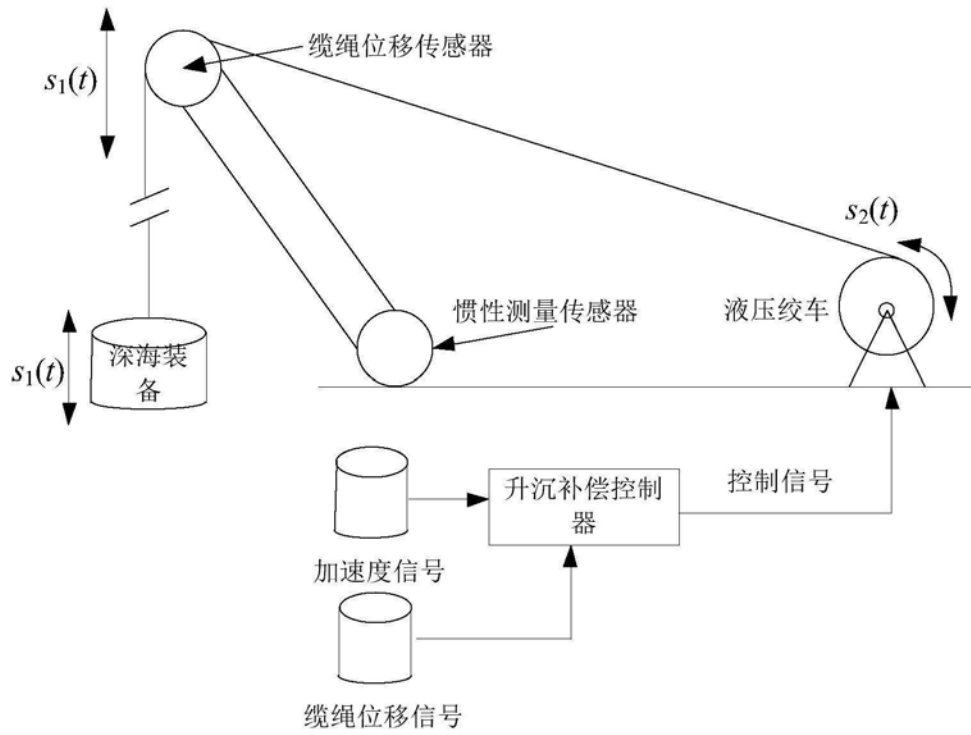 缆绳位移传感器
s₁(t)
s₂(t)
惯性测量传感器
液压绞车
深海装
备
s₁(t)
升沉补偿控制
器
控制信号
加速度信号
缆绳位移信号